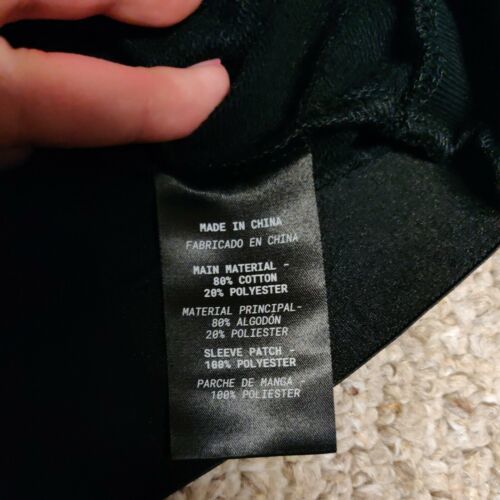 MADE IN CHINA
FABRICADO EN CHINA
MAIN MATERIAL -
80% COTTON
20% POLYESTER
MATERIAL PRINCIPAL-
80% ALGODÓN
20% POLIESTER
SLEEVE PATCH -
100% POLYESTER
PARCHE DE MANGA -
100% POLIESTER